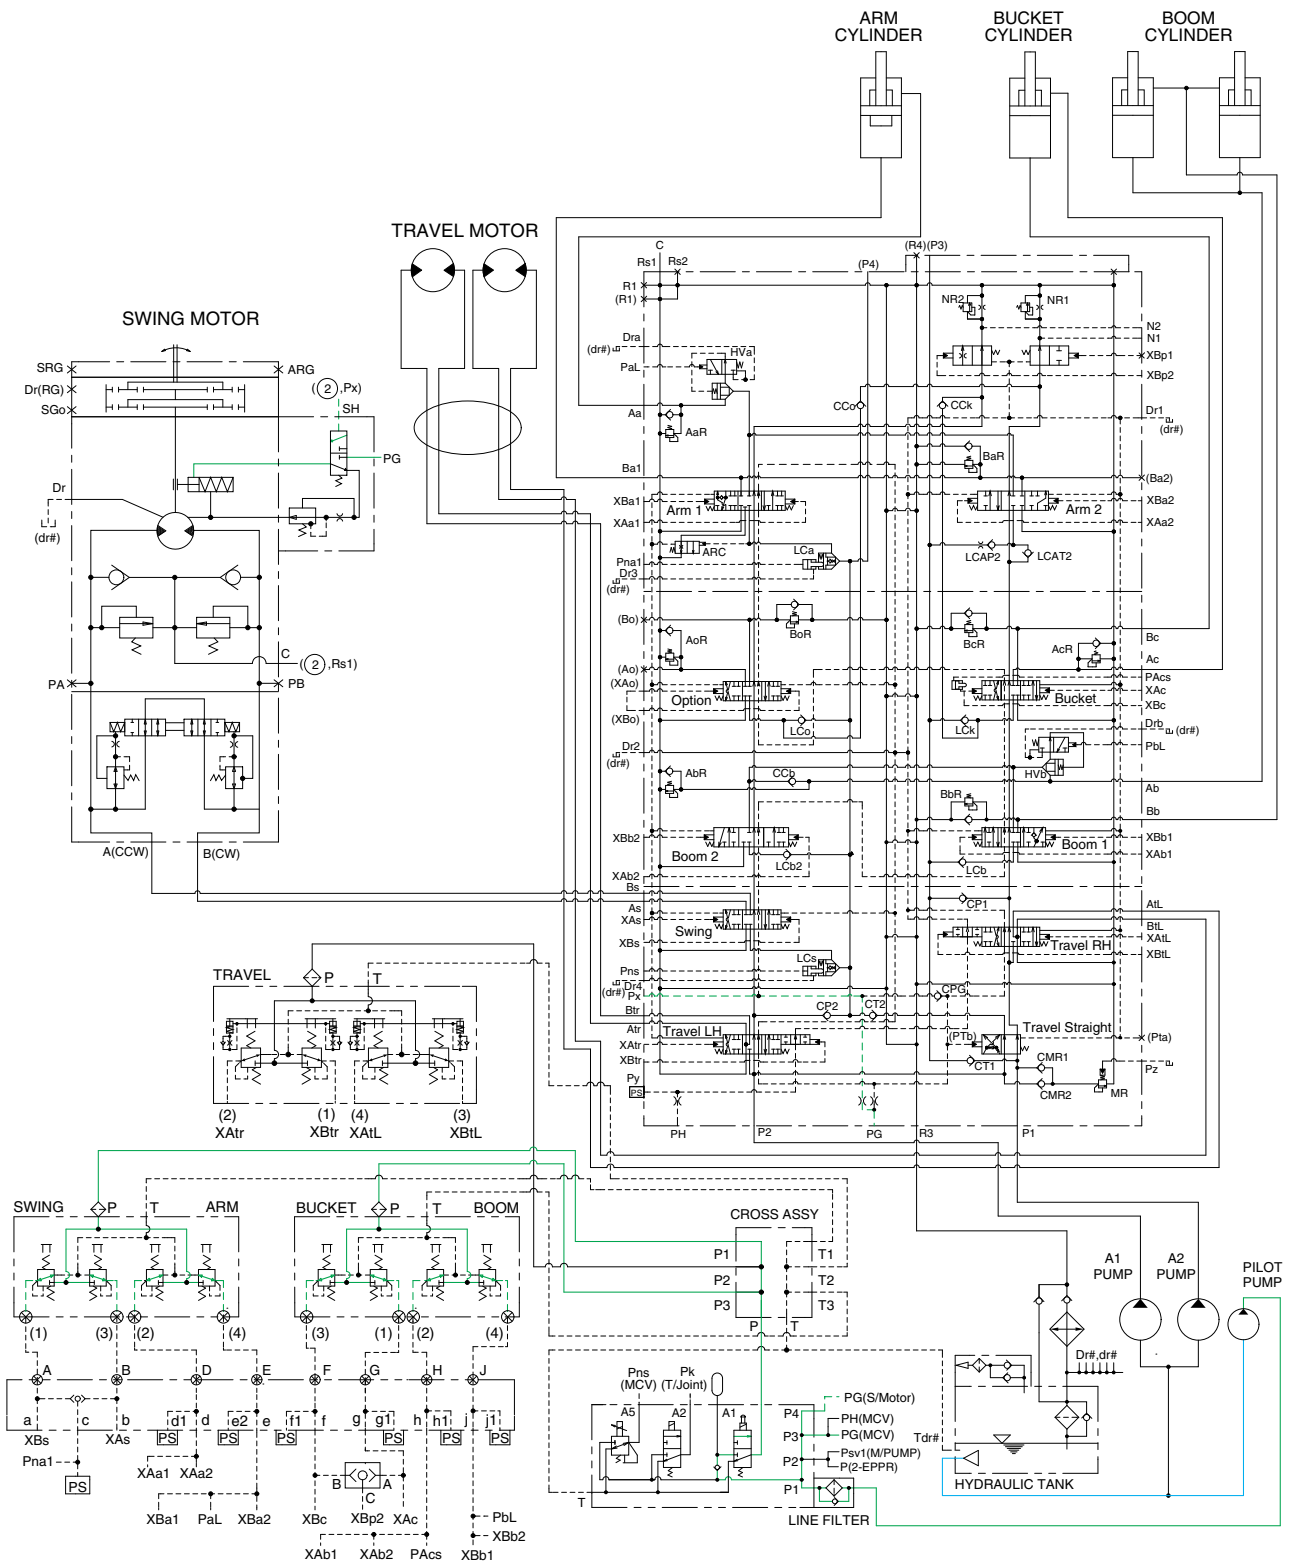 ARM
CYLINDER
BUCKET
CYLINDER
BOOM
CYLINDER
TRAVEL MOTOR
SWING MOTOR
SRG
ARG
Dr(RG)
SGo
(2,Px)
SH
PG
Dr
(dr#)
C
(2,Rs1)
PA
PB
A(CCW)
B(CW)
C
Rs1
Rs2
(P4)
(R4)(P3)
R1
(R1)
Dra
(dr#)
PaL
HVa
NR2
NR1
N2
N1
XBp1
XBp2
Aa
AaR
CCo
CCk
Dr1
(dr#)
Ba1
BaR
(Ba2)
XBa1
XAa1
Arm 1
Arm 2
XBa2
XAa2
ARC
LCa
LCAP2
LCAT2
Pna1
Dr3
(dr#)
(Bo)
BoR
AoR
BcR
AcR
Bc
Ac
(Ao)
(XAo)
Option
(XBo)
LCo
Bucket
LCk
PAcs
XAc
XBc
Drb
(dr#)
PbL
HVb
Dr2
(dr#)
AbR
CCb
Ab
BbR
Bb
XBb2
Boom 2
XAb2
LCb2
Boom 1
LCb
XBb1
XAb1
Bs
As
XAs
Swing
XBs
CP1
AtL
BtL
XAtL
XBtL
Travel RH
Pns
LCs
Dr4
(dr#)
Px
CPG
Btr
CP2
CT2
Atr
Travel LH
XAtr
XBtr
Travel Straight
(PTb)
(Pta)
CT1
CMR1
CMR2
MR
Pz
Py
PS
PH
P2
PG
R3
P1
TRAVEL
P
T
(2)
XAtr
(1)
XBtr
(4)
XAtL
(3)
XBtL
SWING
P
T
ARM
BUCKET
P
T
BOOM
(1)
(3)
(2)
(4)
(3)
(1)
(2)
(4)
A
B
D
E
F
G
H
J
a
c
b
d1
d
e2
e
f1
f
g
g1
h
h1
j
j1
XBs
XAs
PS
PS
PS
PS
PS
PS
Pna1
PS
XAa1
XAa2
XBa1
PaL
XBa2
B
A
C
XBc
XBp2
XAc
XAb1
XAb2
PAcs
PbL
XBb2
XBb1
CROSS ASSY
P1
T1
P2
T2
P3
T3
P
T
Pns
(MCV)
Pk
(T/Joint)
A5
A2
A1
P4
P3
P2
P1
T
PG(S/Motor)
PH(MCV)
PG(MCV)
Psv1(M/PUMP)
P(2-EPPR)
LINE FILTER
A1
PUMP
A2
PUMP
PILOT
PUMP
Dr#,dr#
Tdr#
HYDRAULIC TANK